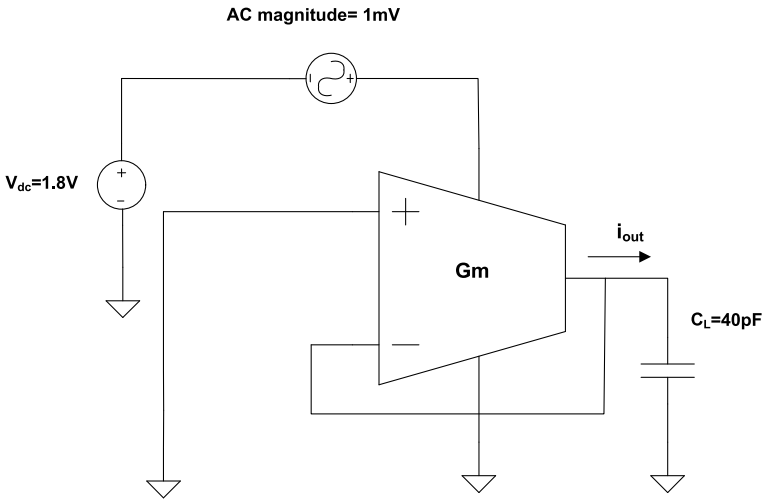 AC magnitude= 1mV
Vdc=1.8V
Gm
iout
CL=40pF